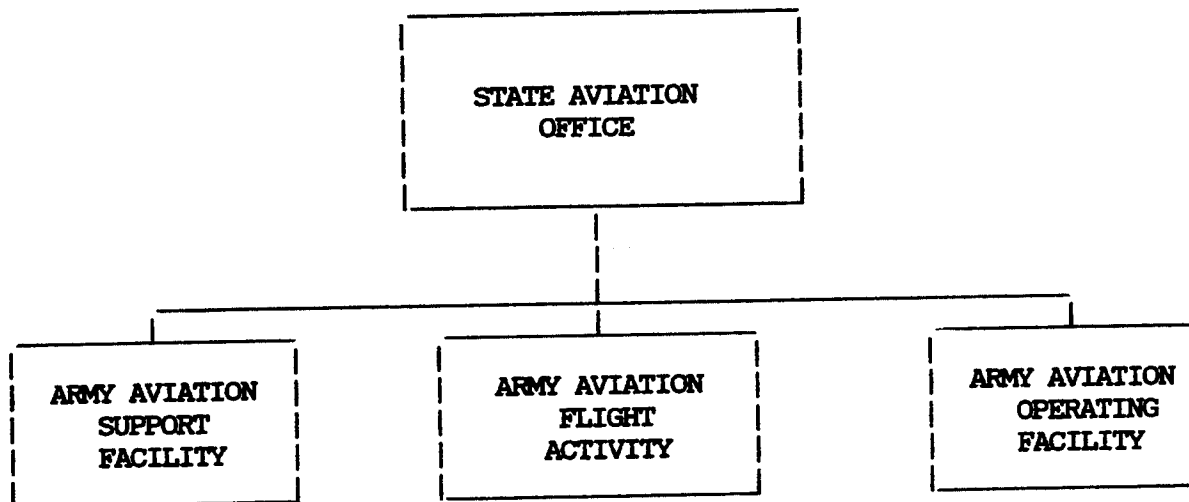 STATE AVIATION
OFFICE
ARMY AVIATION
SUPPORT
FACILITY
ARMY AVIATION
FLIGHT
ACTIVITY
ARMY AVIATION
OPERATING
FACILITY